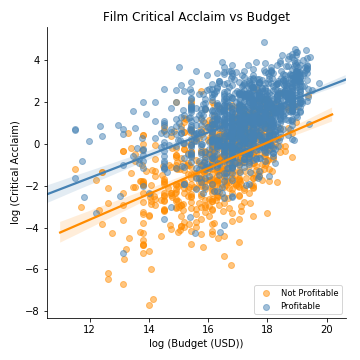 Film Critical Acclaim vs Budget
log (Critical Acclaim)
4
2
0
−2
−4
−6
−8
12 14 16 18 20
log (Budget (USD))
Not Profitable
Profitable